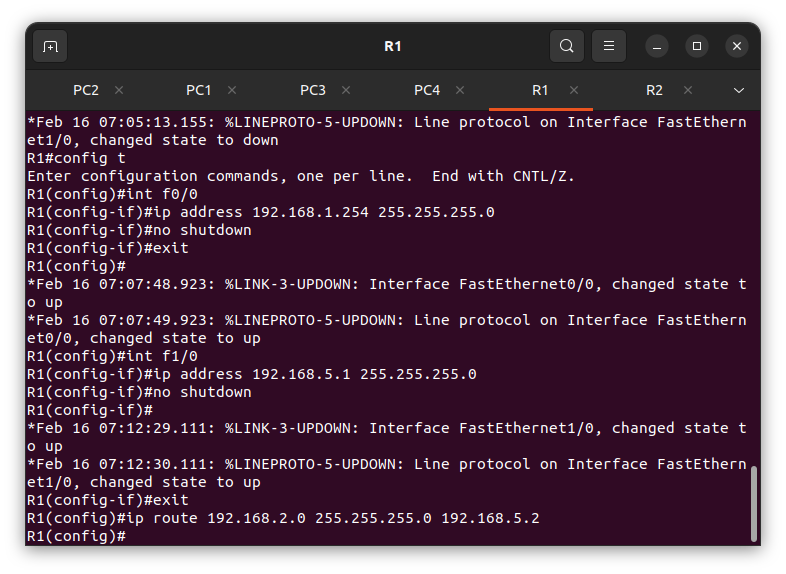 R1
PC2
PC1
PC3
PC4
R1
R2
*Feb 16 07:05:13.155: %LINEPROTO-5-UPDOWN: Line protocol on Interface FastEthern
et1/0, changed state to down
R1#config t
Enter configuration commands, one per line.  End with CNTL/Z.
R1(config)#int f0/0
R1(config-if)#ip address 192.168.1.254 255.255.255.0
R1(config-if)#no shutdown
R1(config-if)#exit
R1(config)#
*Feb 16 07:07:48.923: %LINK-3-UPDOWN: Interface FastEthernet0/0, changed state t
o up
*Feb 16 07:07:49.923: %LINEPROTO-5-UPDOWN: Line protocol on Interface FastEthern
et0/0, changed state to up
R1(config)#int f1/0
R1(config-if)#ip address 192.168.5.1 255.255.255.0
R1(config-if)#no shutdown
R1(config-if)#
*Feb 16 07:12:29.111: %LINK-3-UPDOWN: Interface FastEthernet1/0, changed state t
o up
*Feb 16 07:12:30.111: %LINEPROTO-5-UPDOWN: Line protocol on Interface FastEthern
et1/0, changed state to up
R1(config-if)#exit
R1(config)#ip route 192.168.2.0 255.255.255.0 192.168.5.2
R1(config)#